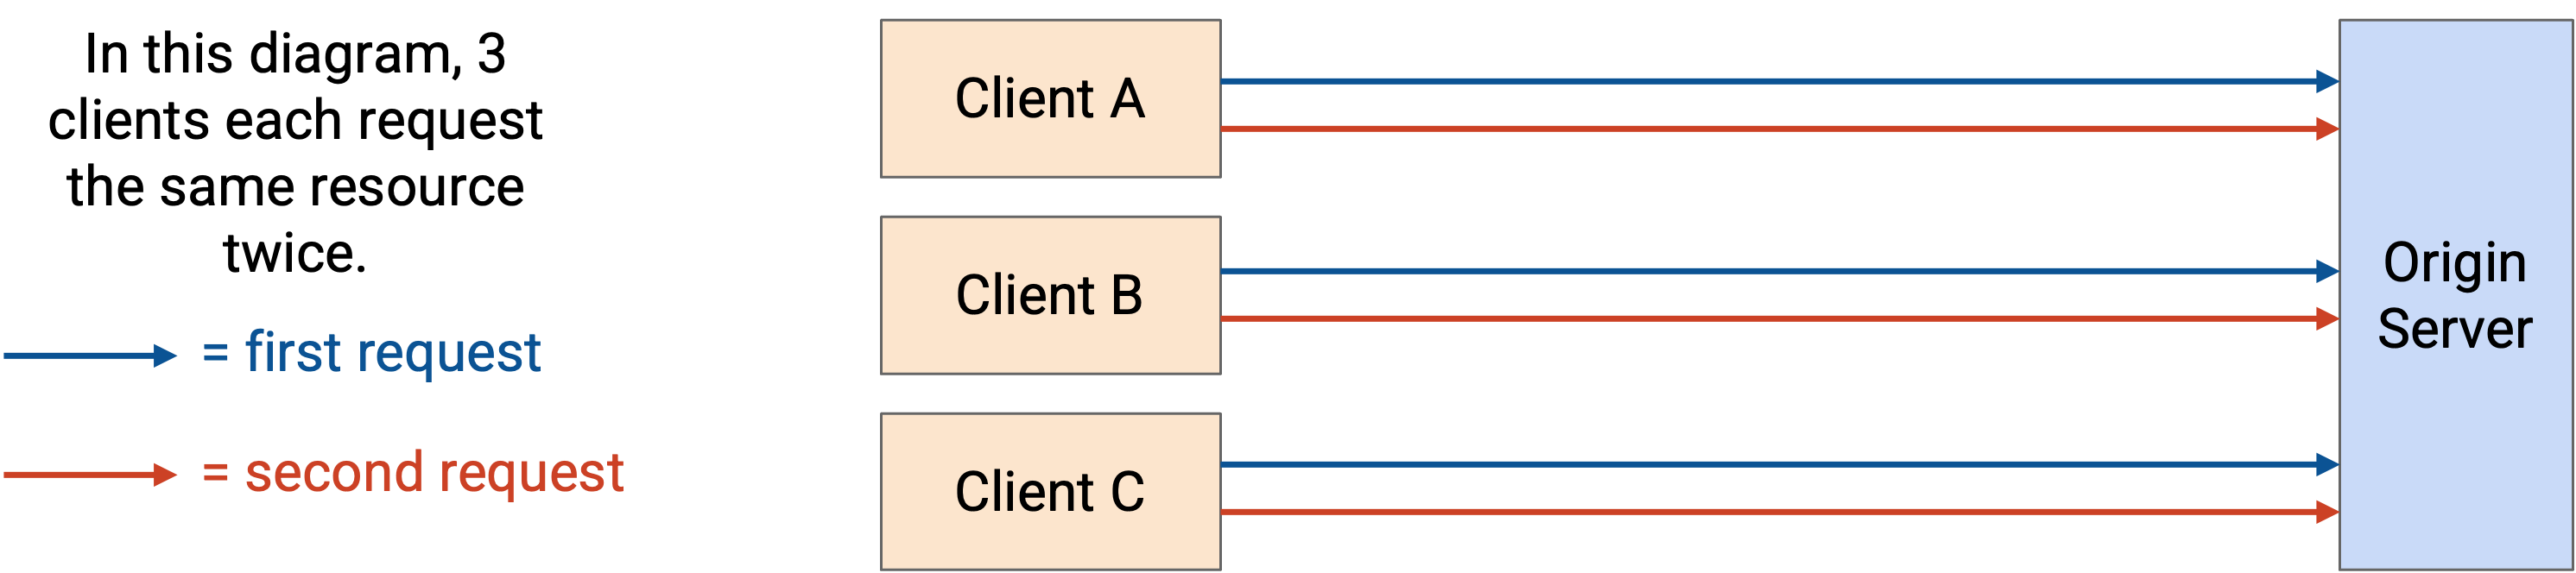 In this diagram, 3
clients each request
the same resource
twice.
= first request
= second request
Client A
Client B
Client C
Origin
Server